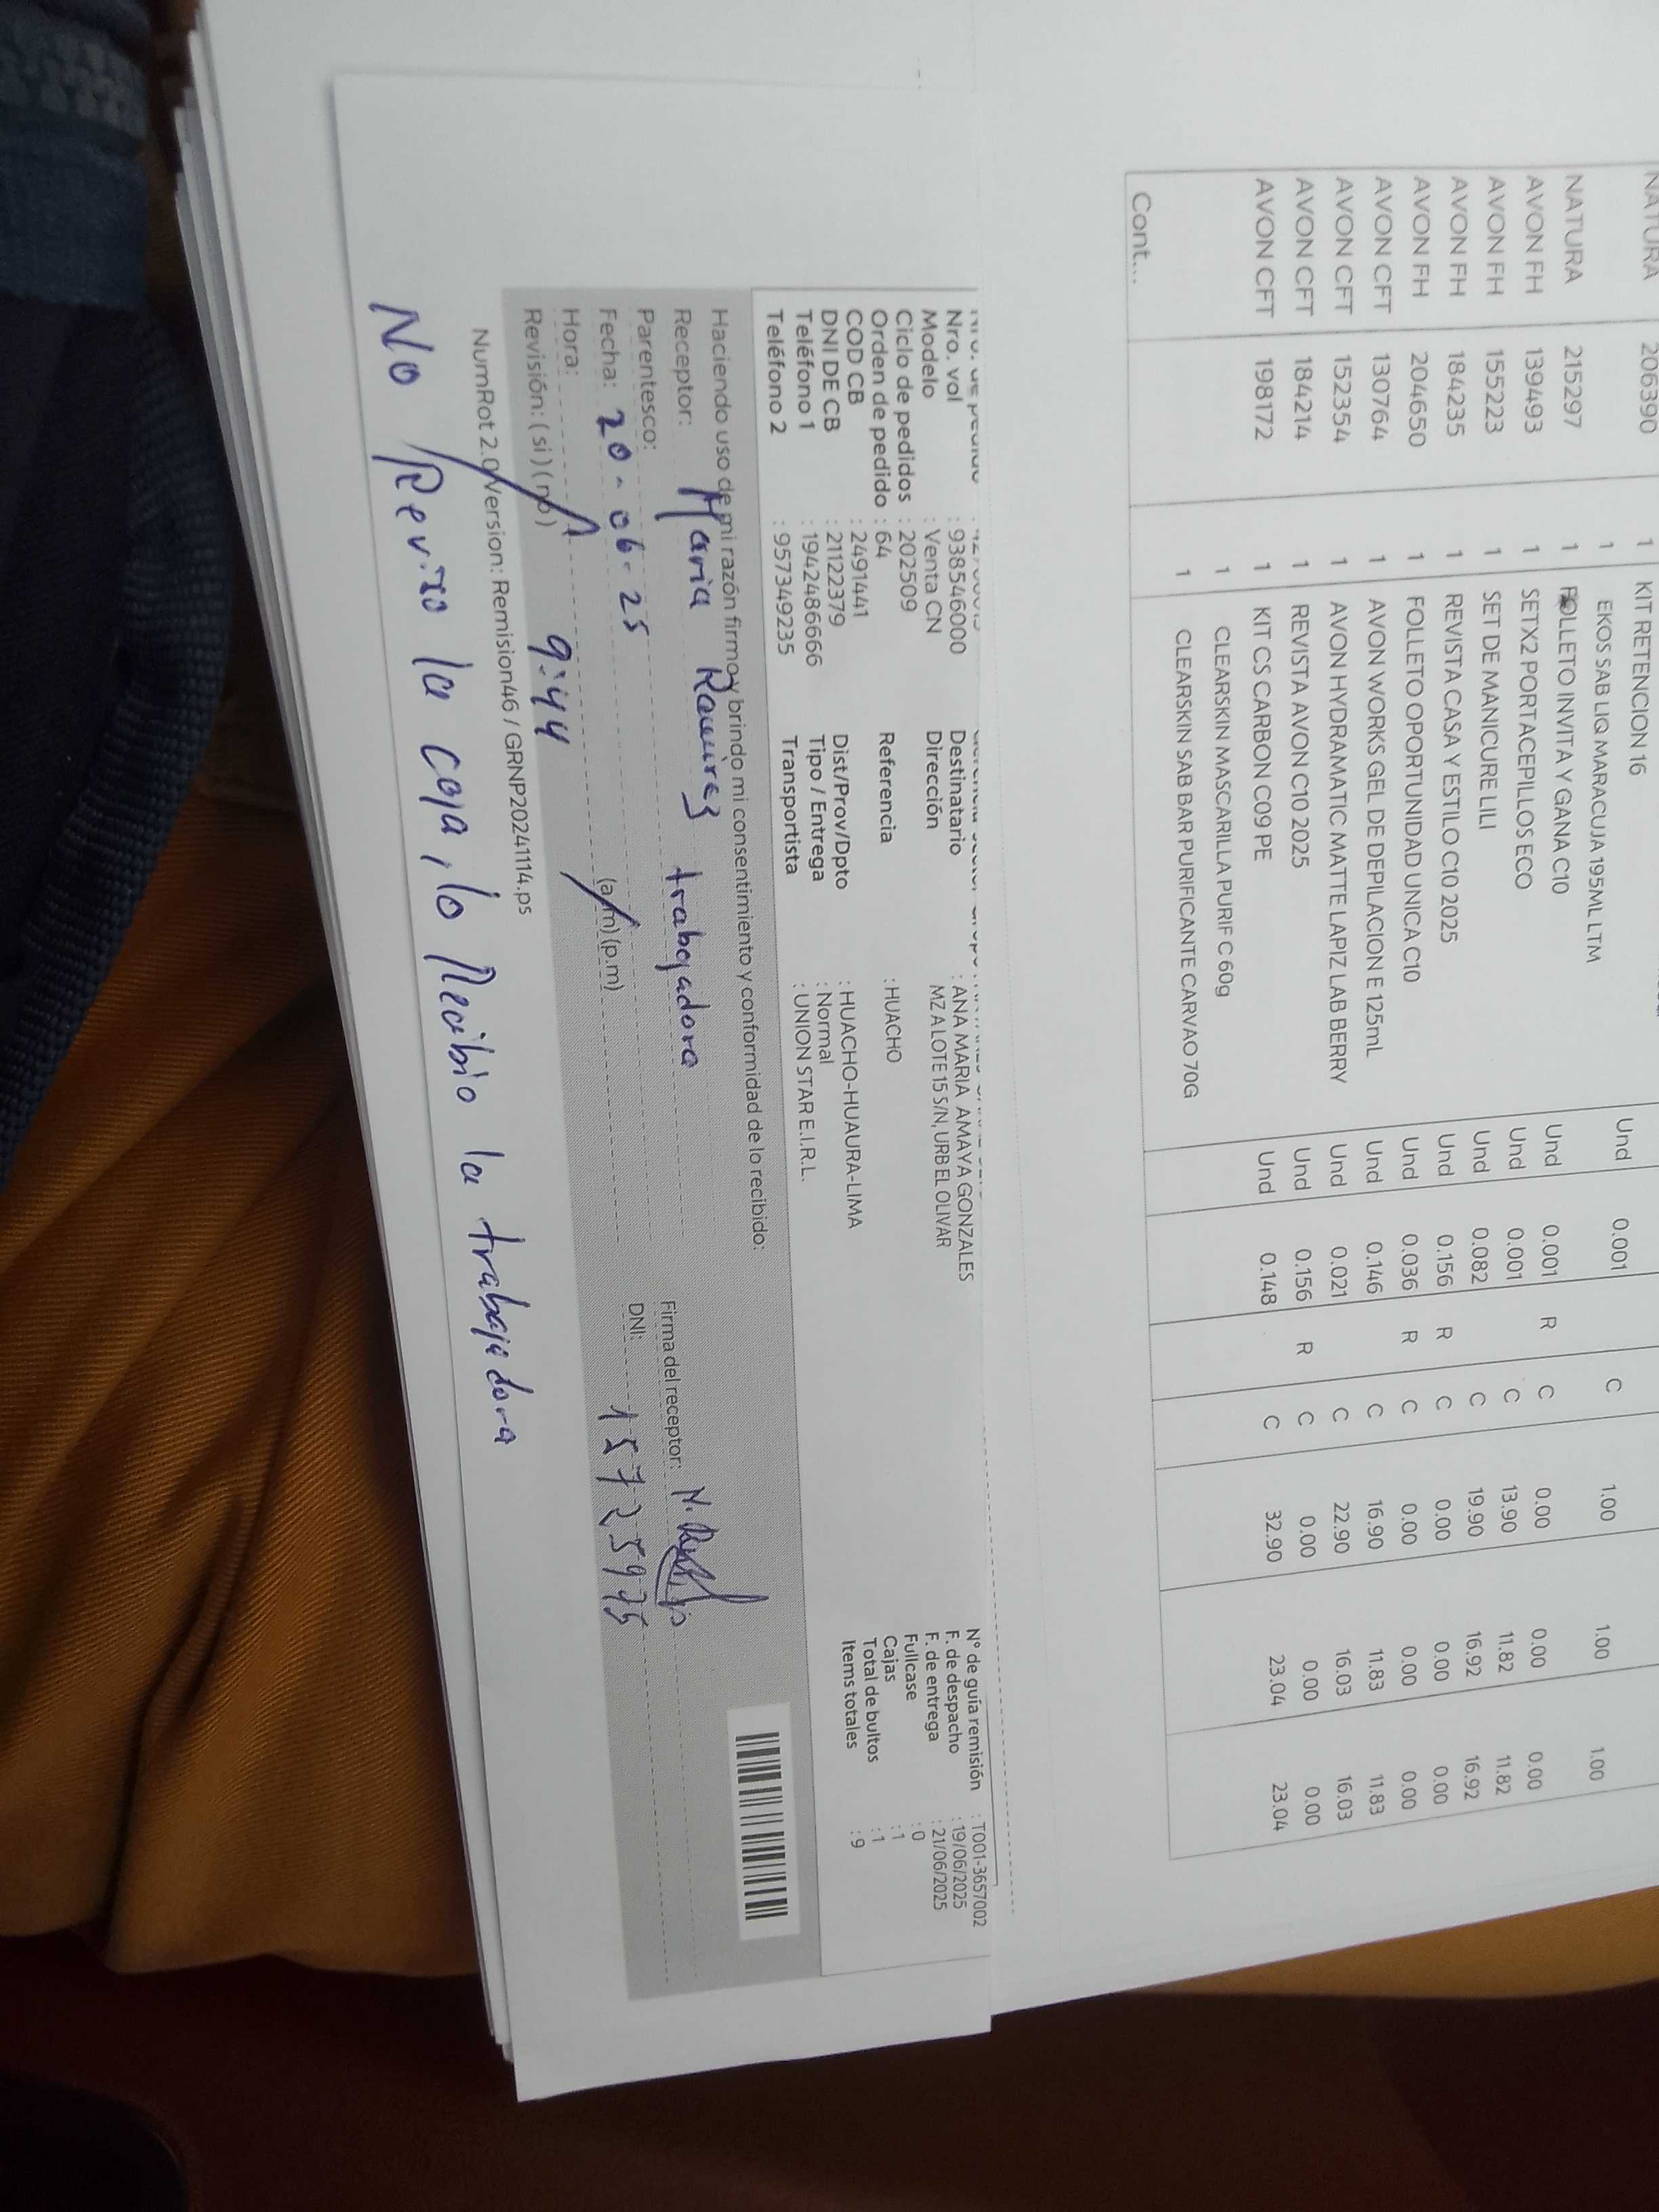 NATURA 206390 1 KIT RETENCION 16
1 EKOS SAB LIQ MARACUJA 195ML LTM Und 0.001 C 1.00 1.00 1.00
NATURA 215297 1 FOLLETO INVITA Y GANA C10 Und 0.001 R C 0.00 0.00 0.00
AVON FH 139493 1 SETX2 PORTACEPILLOS ECO Und 0.001 C 13.90 11.82 11.82
AVON FH 155223 1 SET DE MANICURE LILI Und 0.082 C 19.90 16.92 16.92
AVON FH 184235 1 REVISTA CASA Y ESTILO C10 2025 Und 0.156 R C 0.00 0.00 0.00
AVON FH 204650 1 FOLLETO OPORTUNIDAD UNICA C10 Und 0.036 R C 0.00 0.00 0.00
AVON CFT 130764 1 AVON WORKS GEL DE DEPILACION E 125mL Und 0.146 C 16.90 11.83 11.83
AVON CFT 152354 1 AVON HYDRAMATIC MATTE LAPIZ LAB BERRY Und 0.021 C 22.90 16.03 16.03
AVON CFT 184214 1 REVISTA AVON C10 2025 Und 0.156 R C 0.00 0.00 0.00
AVON CFT 198172 1 KIT CS CARBON C09 PE Und 0.148 C 32.90 23.04 23.04
1 CLEARSKIN MASCARILLA PURIF C 60g
1 CLEARSKIN SAB BAR PURIFICANTE CARVAO 70G
Cont...
Nro. vol : 938546000 Destinatario : ANA MARIA AMAYA GONZALES N° de guía remisión : T001-3657002
Modelo : Venta CN Dirección MZ A LOTE 15 S/N, URB EL OLIVAR F. de despacho : 19/06/2025
Ciclo de pedidos : 202509 F. de entrega : 21/06/2025
Orden de pedido : 64 Referencia : HUACHO Fullcase : 0
COD CB : 2491441 Cajas : 1
DNI DE CB : 21122379 Dist/Prov/Dpto : HUACHO-HUAURA-LIMA Total de bultos : 1
Teléfono 1 : 19424866666 Tipo / Entrega : Normal Items totales : 9
Teléfono 2 : 957349235 Transportista : UNION STAR E.I.R.L.
Haciendo uso de mi razón firmo y brindo mi consentimiento y conformidad de lo recibido:
Receptor: Maria Ramirez trabajadora Firma del receptor:
Parentesco: DNI: 15725975
Fecha: 20-06-25
Hora: 9:44 (a.m) (p.m)
Revisión: ( si ) ( no )
NumRot 2.0 Version: Remision46 / GRNP20241114.ps
No Reviso la caja, lo Recibio la trabajadora